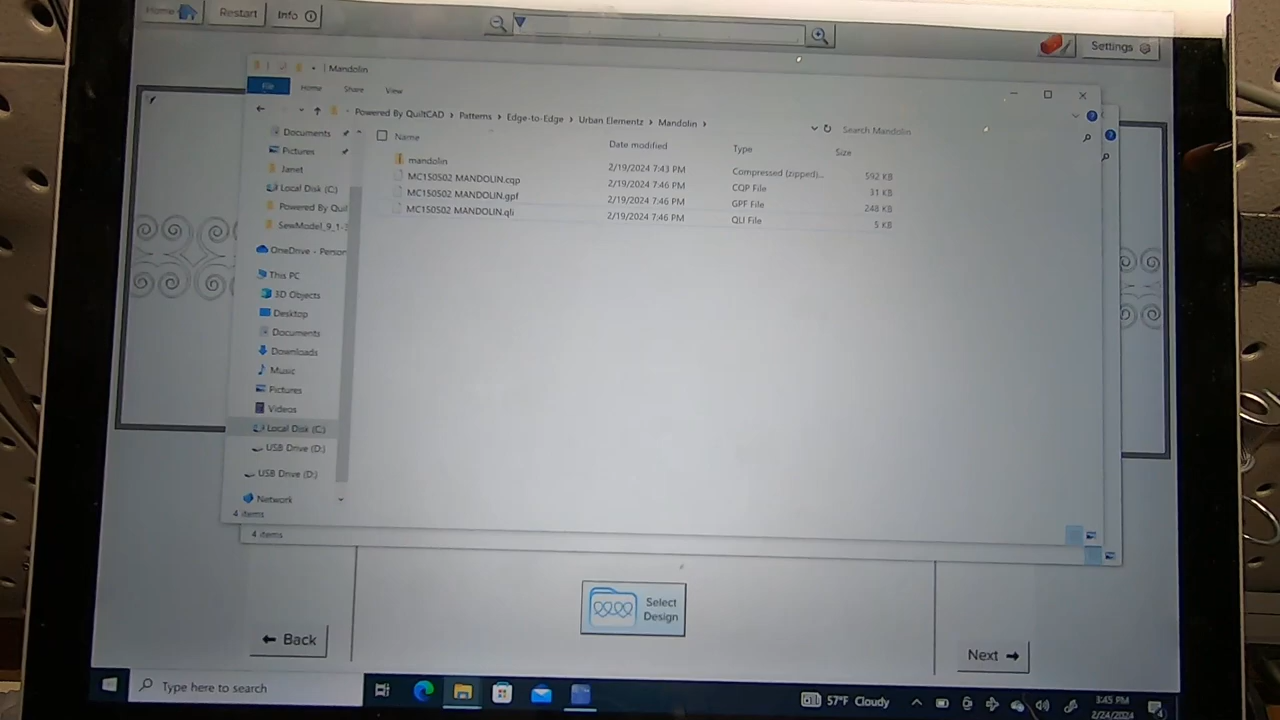 Home
Restart
Info
Settings
Mandolin
File
Home
Share
View
Powered By QuiltCAD > Patterns > Edge-to-Edge > Urban Elementz > Mandolin >
Search Mandolin
Name
Date modified
Type
Size
mandolin
2/19/2024 7:43 PM
Compressed (zipped)...
592 KB
MC150502 MANDOLIN.cqp
2/19/2024 7:46 PM
CQP File
31 KB
MC150502 MANDOLIN.gpf
2/19/2024 7:46 PM
GPF File
248 KB
MC150502 MANDOLIN.qli
2/19/2024 7:46 PM
QLI File
5 KB
Documents
Pictures
Janet
Local Disk (C:)
Powered By Quil
SewModel_9_1-
OneDrive - Person
This PC
3D Objects
Desktop
Documents
Downloads
Music
Pictures
Videos
Local Disk (C:)
USB Drive (D:)
USB Drive (D:)
Network
4 items
4 items
Select
Design
Back
Next
Type here to search
57°F Cloudy
3:45 PM
2/24/2024